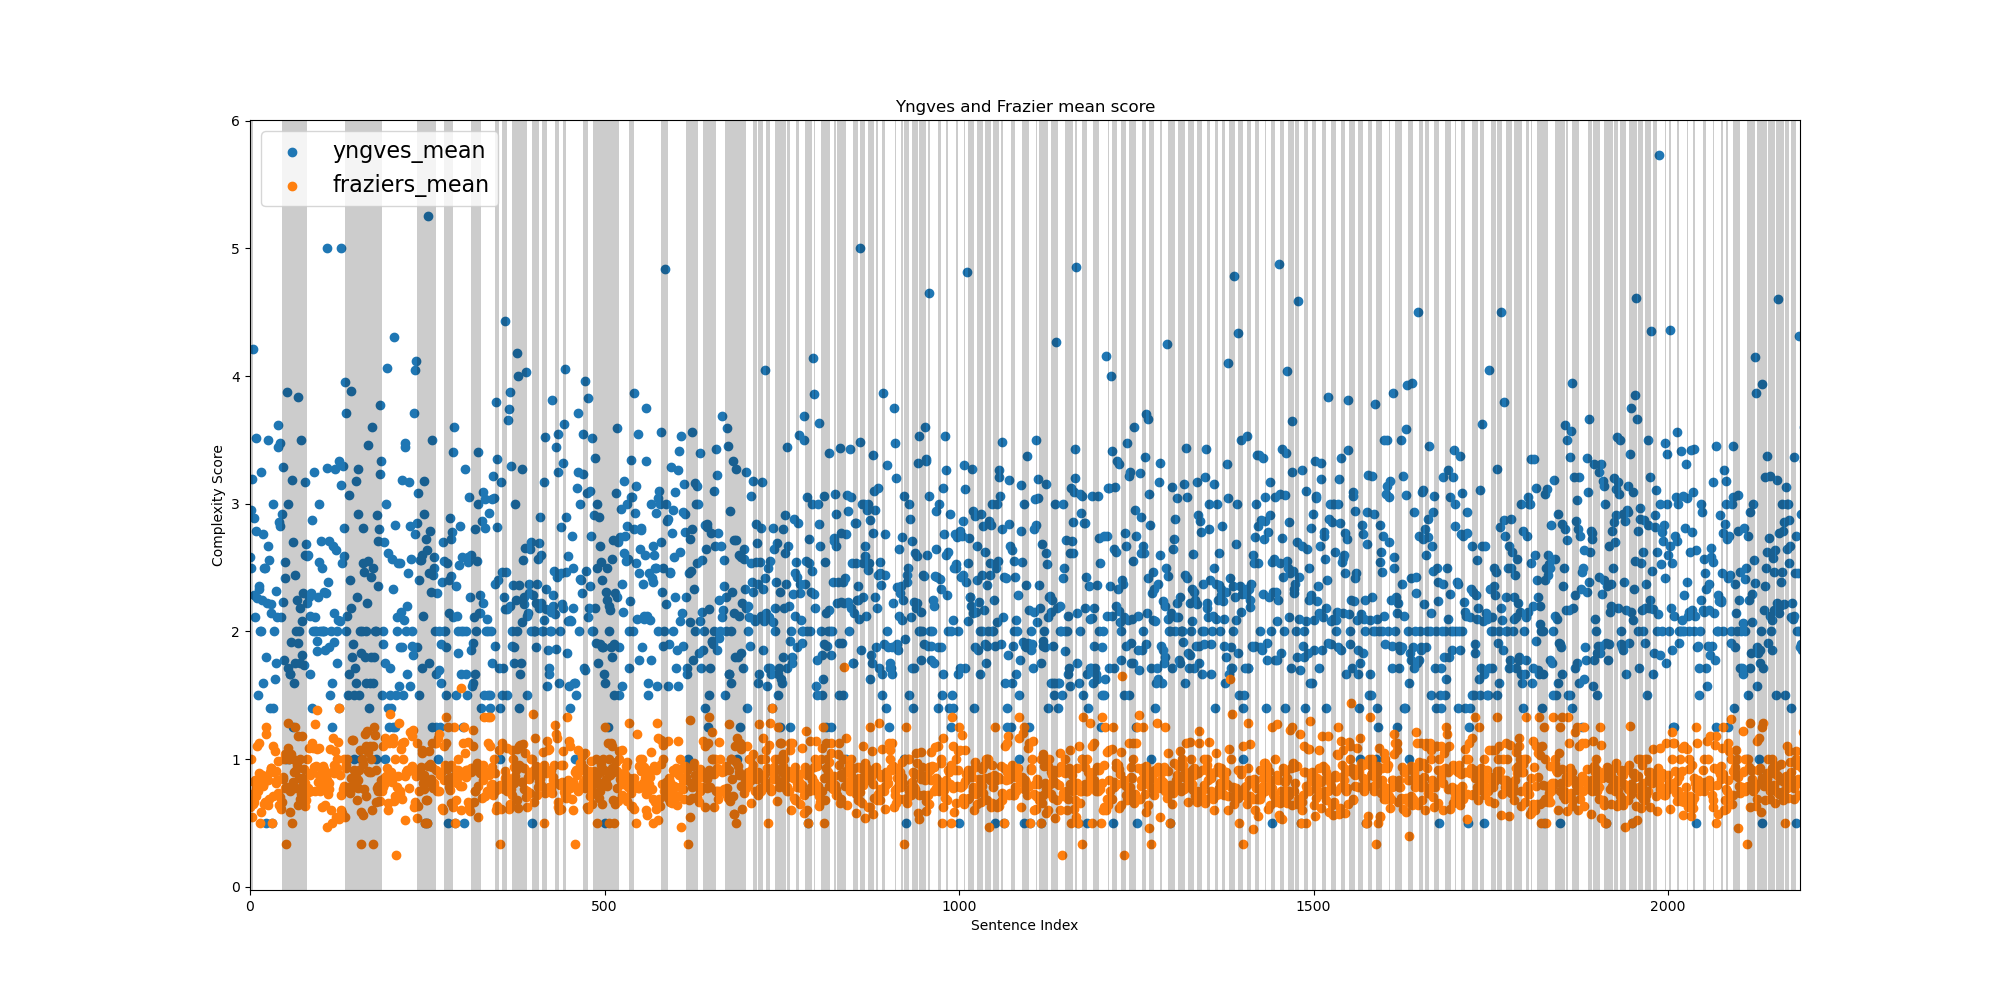 Yngves and Frazier mean score
yngves_mean
fraziers_mean
Complexity Score
6
5
4
3
2
1
0
0 500 1000 1500 2000
Sentence Index